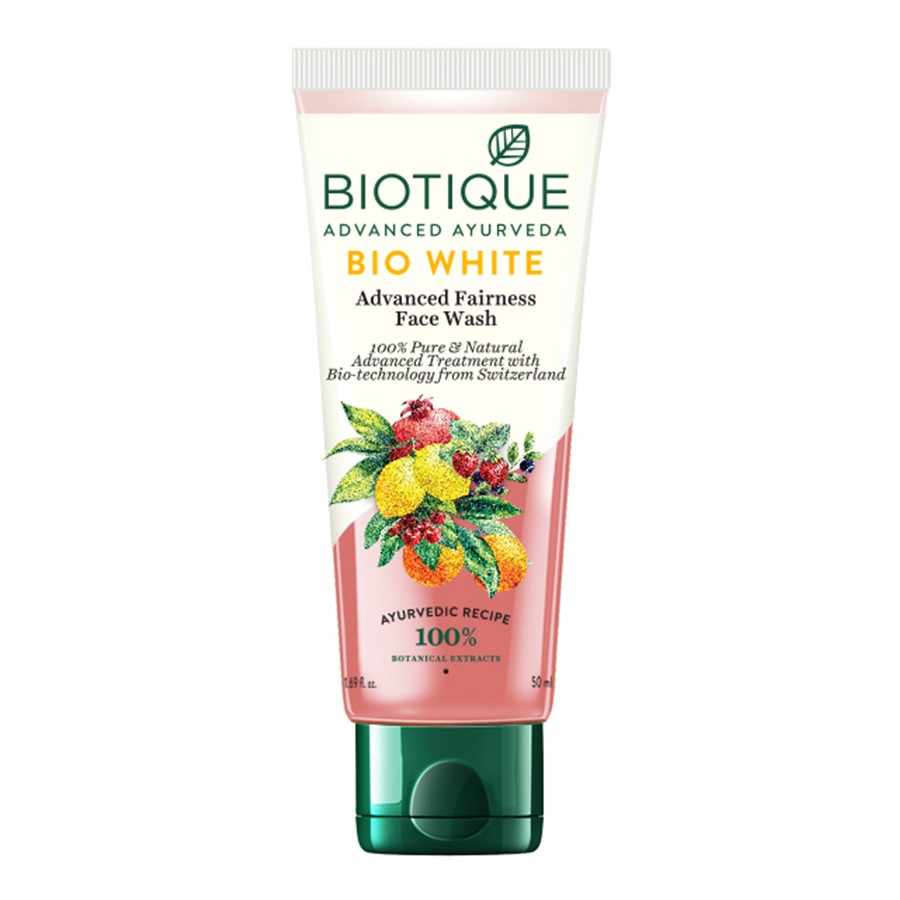 BIOTIQUE
ADVANCED AYURVEDA
BIO WHITE
Advanced Fairness
Face Wash
100% Pure & Natural
Advanced Treatment with
Bio-technology from Switzerland
AYURVEDIC RECIPE
100%
BOTANICAL EXTRACTS
1.69 fl. oz. 50 ml